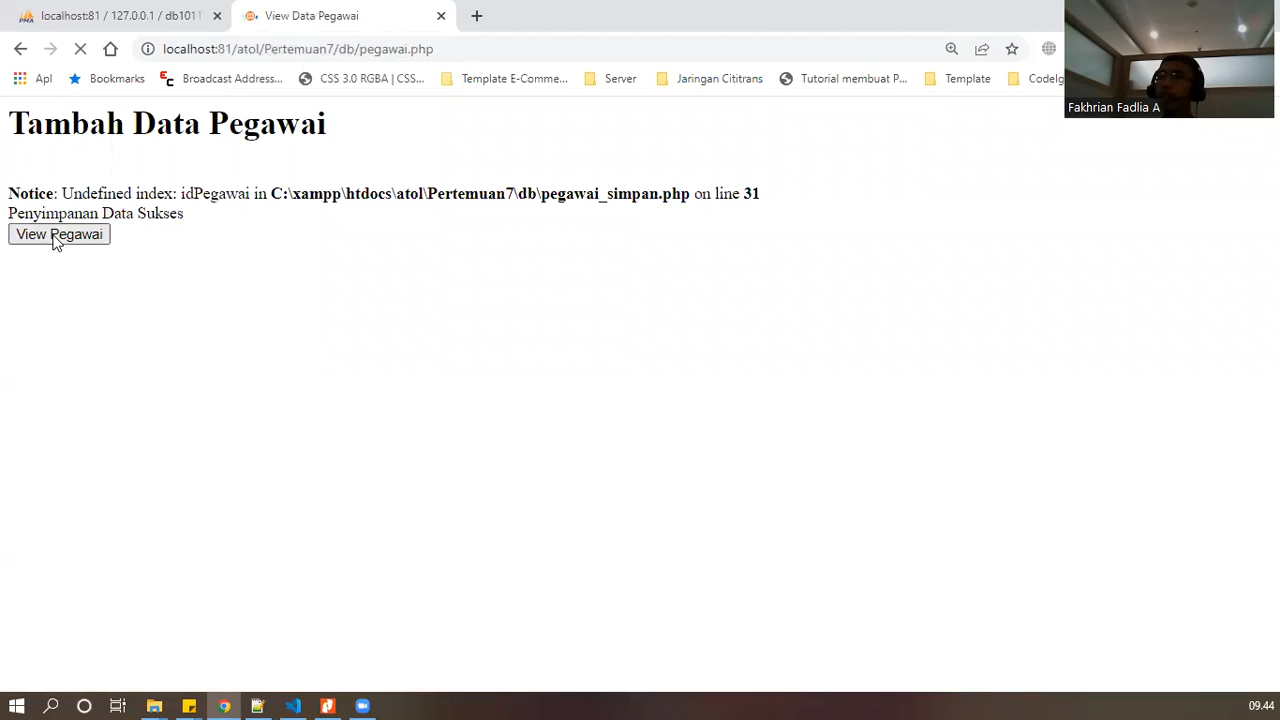 localhost:81 / 127.0.0.1 / db1011
View Data Pegawai
localhost:81/atol/Pertemuan7/db/pegawai.php
Apl
Bookmarks
Broadcast Address...
CSS 3.0 RGBA | CSS...
Template E-Comme...
Server
Jaringan Cititrans
Tutorial membuat P...
Template
CodeIg
Fakhrian Fadlia A
Tambah Data Pegawai
Notice: Undefined index: idPegawai in C:\xampp\htdocs\atol\Pertemuan7\db\pegawai_simpan.php on line 31
Penyimpanan Data Sukses
View Pegawai
09.44